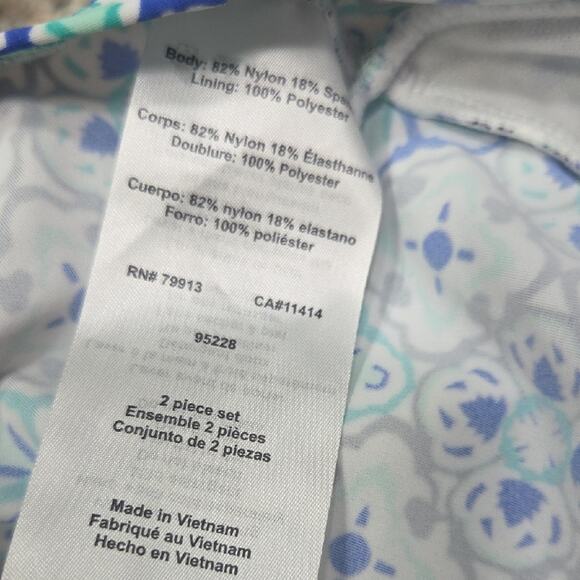 Body: 82% Nylon 18% Spa
Lining: 100% Polyester
Corps: 82% Nylon 18% Élasthanne
Doublure: 100% Polyester
Cuerpo: 82% nylon 18% elastano
Forro: 100% poliéster
RN# 79913 CA#11414
95228
2 piece set
Ensemble 2 pièces
Conjunto de 2 piezas
Made in Vietnam
Fabriqué au Vietnam
Hecho en Vietnam